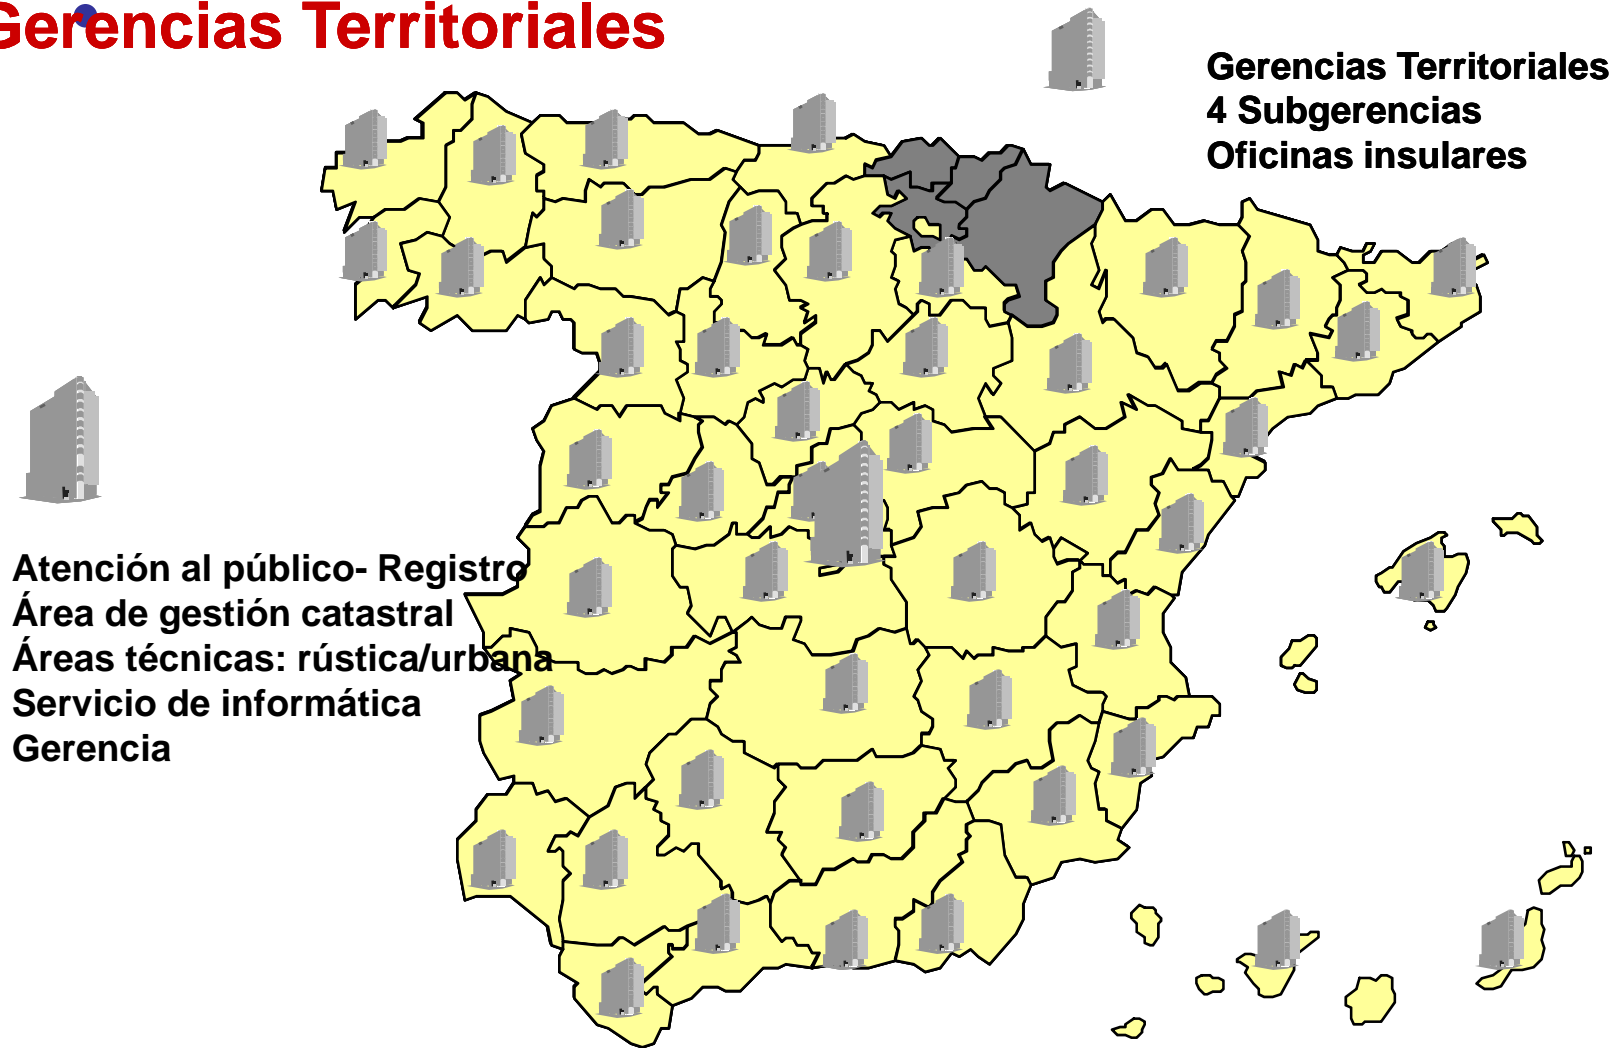 Gerencias Territoriales
Gerencias Territoriales
4 Subgerencias
Oficinas insulares
Atención al público- Registro
Área de gestión catastral
Áreas técnicas: rústica/urbana
Servicio de informática
Gerencia